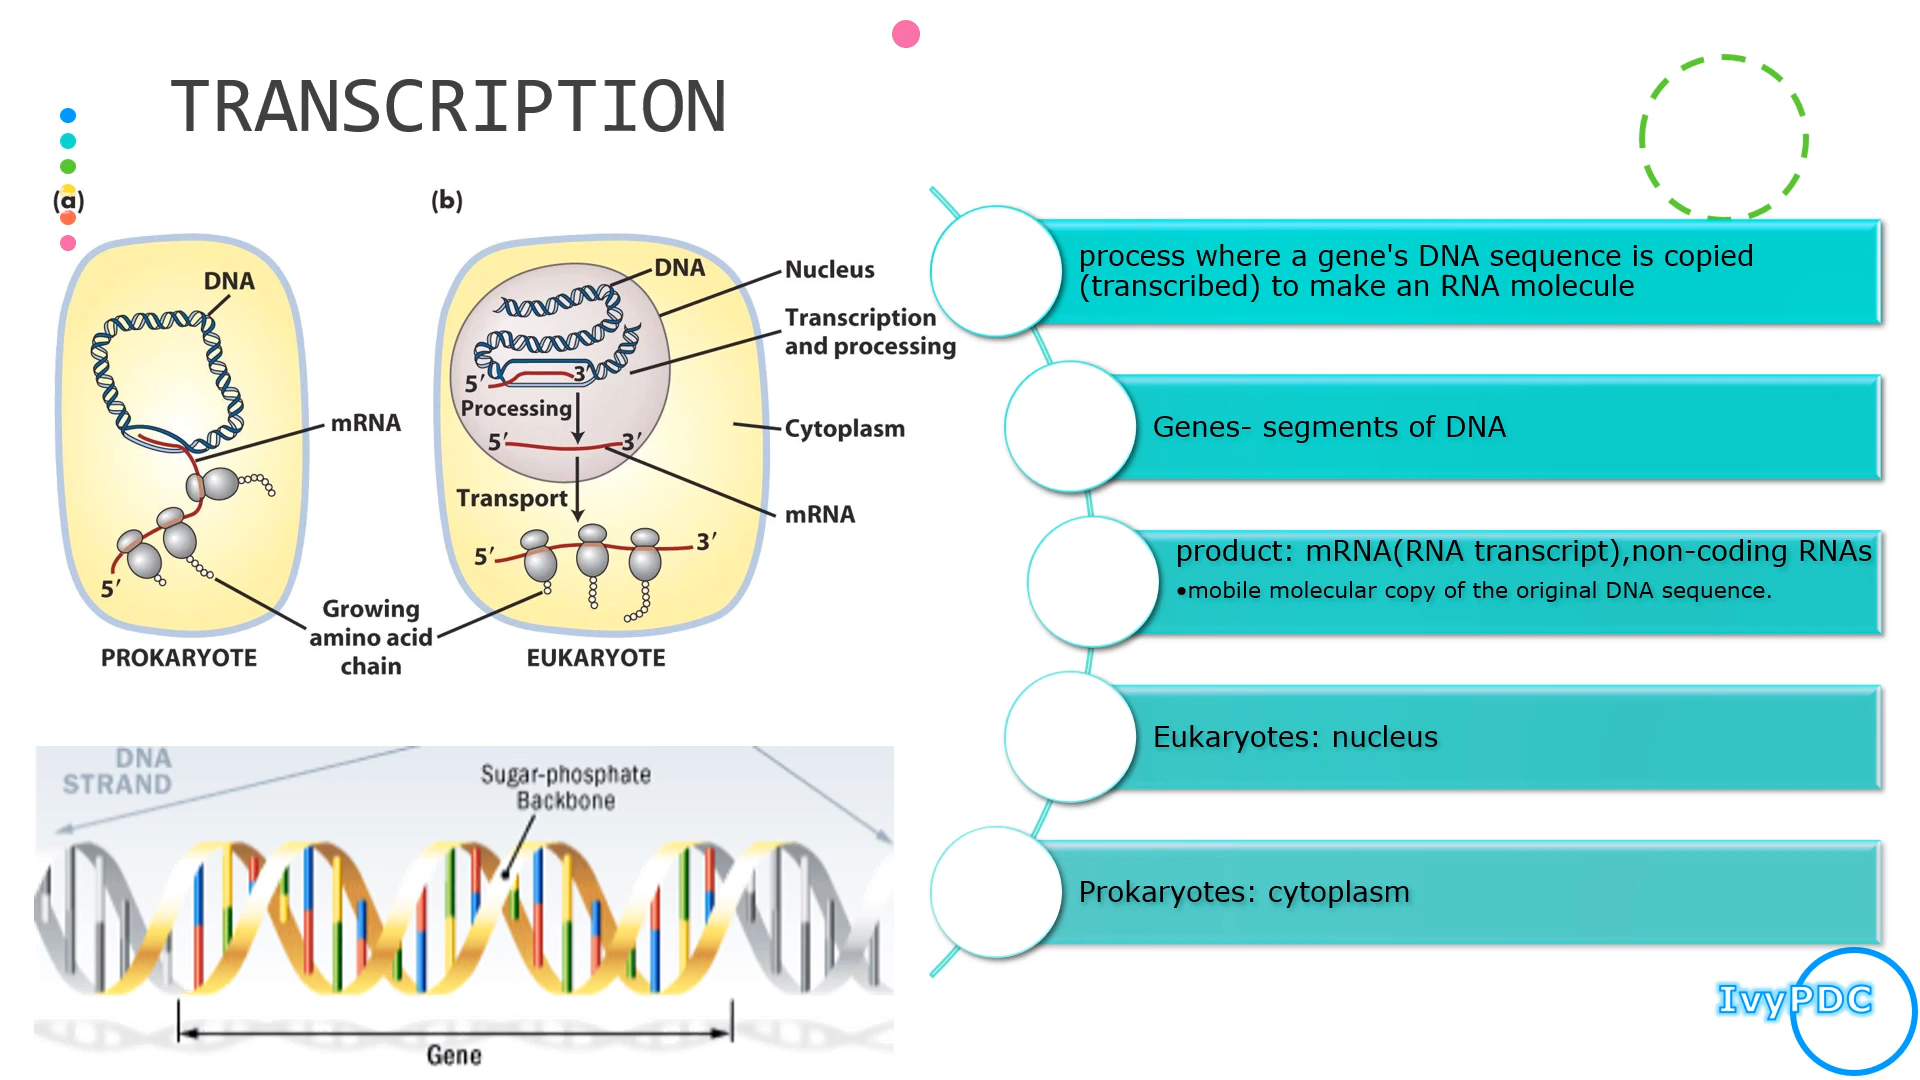 TRANSCRIPTION
(a)
DNA
mRNA
5′
Growing
amino acid
chain
PROKARYOTE
(b)
DNA
Nucleus
Transcription
and processing
5′
3′
Processing
5′
3′
Cytoplasm
Transport
mRNA
5′
3′
EUKARYOTE
DNA
STRAND
Sugar-phosphate
Backbone
Gene
process where a gene's DNA sequence is copied
(transcribed) to make an RNA molecule
Genes- segments of DNA
product: mRNA(RNA transcript),non-coding RNAs
•mobile molecular copy of the original DNA sequence.
Eukaryotes: nucleus
Prokaryotes: cytoplasm
IvyPDC